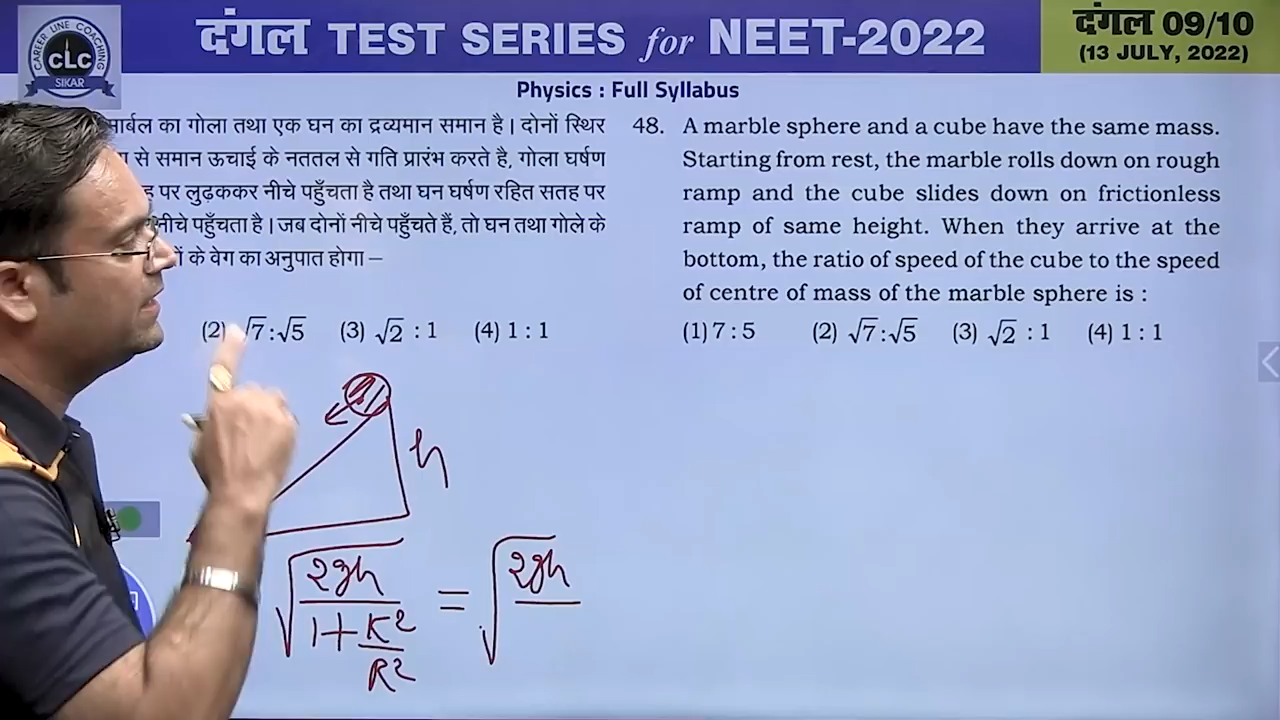 CAREER LINE COACHING
CLC
SIKAR
दंगल TEST SERIES for NEET-2022
दंगल 09/10
(13 JULY, 2022)
Physics : Full Syllabus
मार्बल का गोला तथा एक घन का द्रव्यमान समान है। दोनों स्थिर
से समान ऊचाई के नततल से गति प्रारंभ करते है, गोला घर्षण
पर लुढ़ककर नीचे पहुँचता है तथा घन घर्षण रहित सतह पर
नीचे पहुँचता है। जब दोनों नीचे पहुँचते हैं, तो घन तथा गोले के
के वेग का अनुपात होगा –
(2) √7:√5 (3) √2 : 1 (4) 1 : 1
48. A marble sphere and a cube have the same mass.
Starting from rest, the marble rolls down on rough
ramp and the cube slides down on frictionless
ramp of same height. When they arrive at the
bottom, the ratio of speed of the cube to the speed
of centre of mass of the marble sphere is :
(1) 7 : 5 (2) √7:√5 (3) √2 : 1 (4) 1 : 1
h
√(2gh / (1 + K²/R²)) = √(2gh /